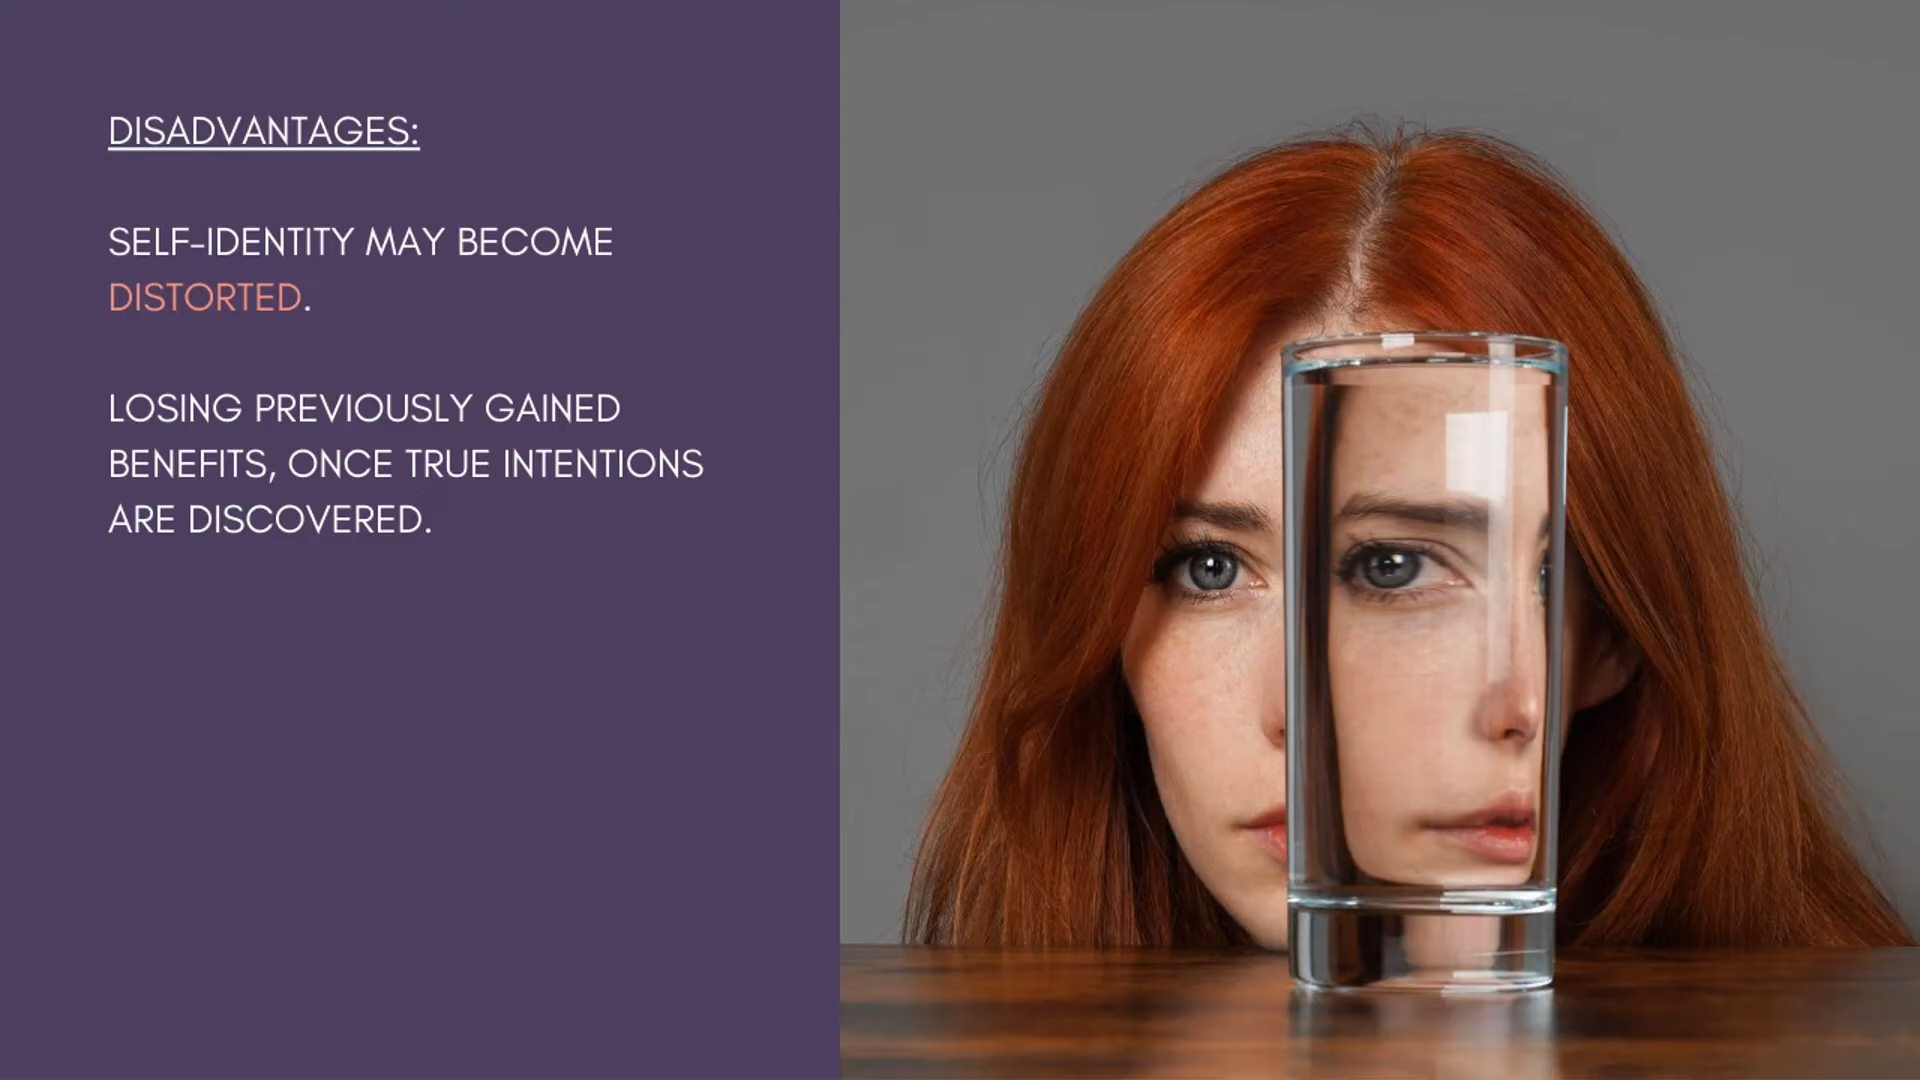 DISADVANTAGES:
SELF-IDENTITY MAY BECOME
DISTORTED.
LOSING PREVIOUSLY GAINED
BENEFITS, ONCE TRUE INTENTIONS
ARE DISCOVERED.